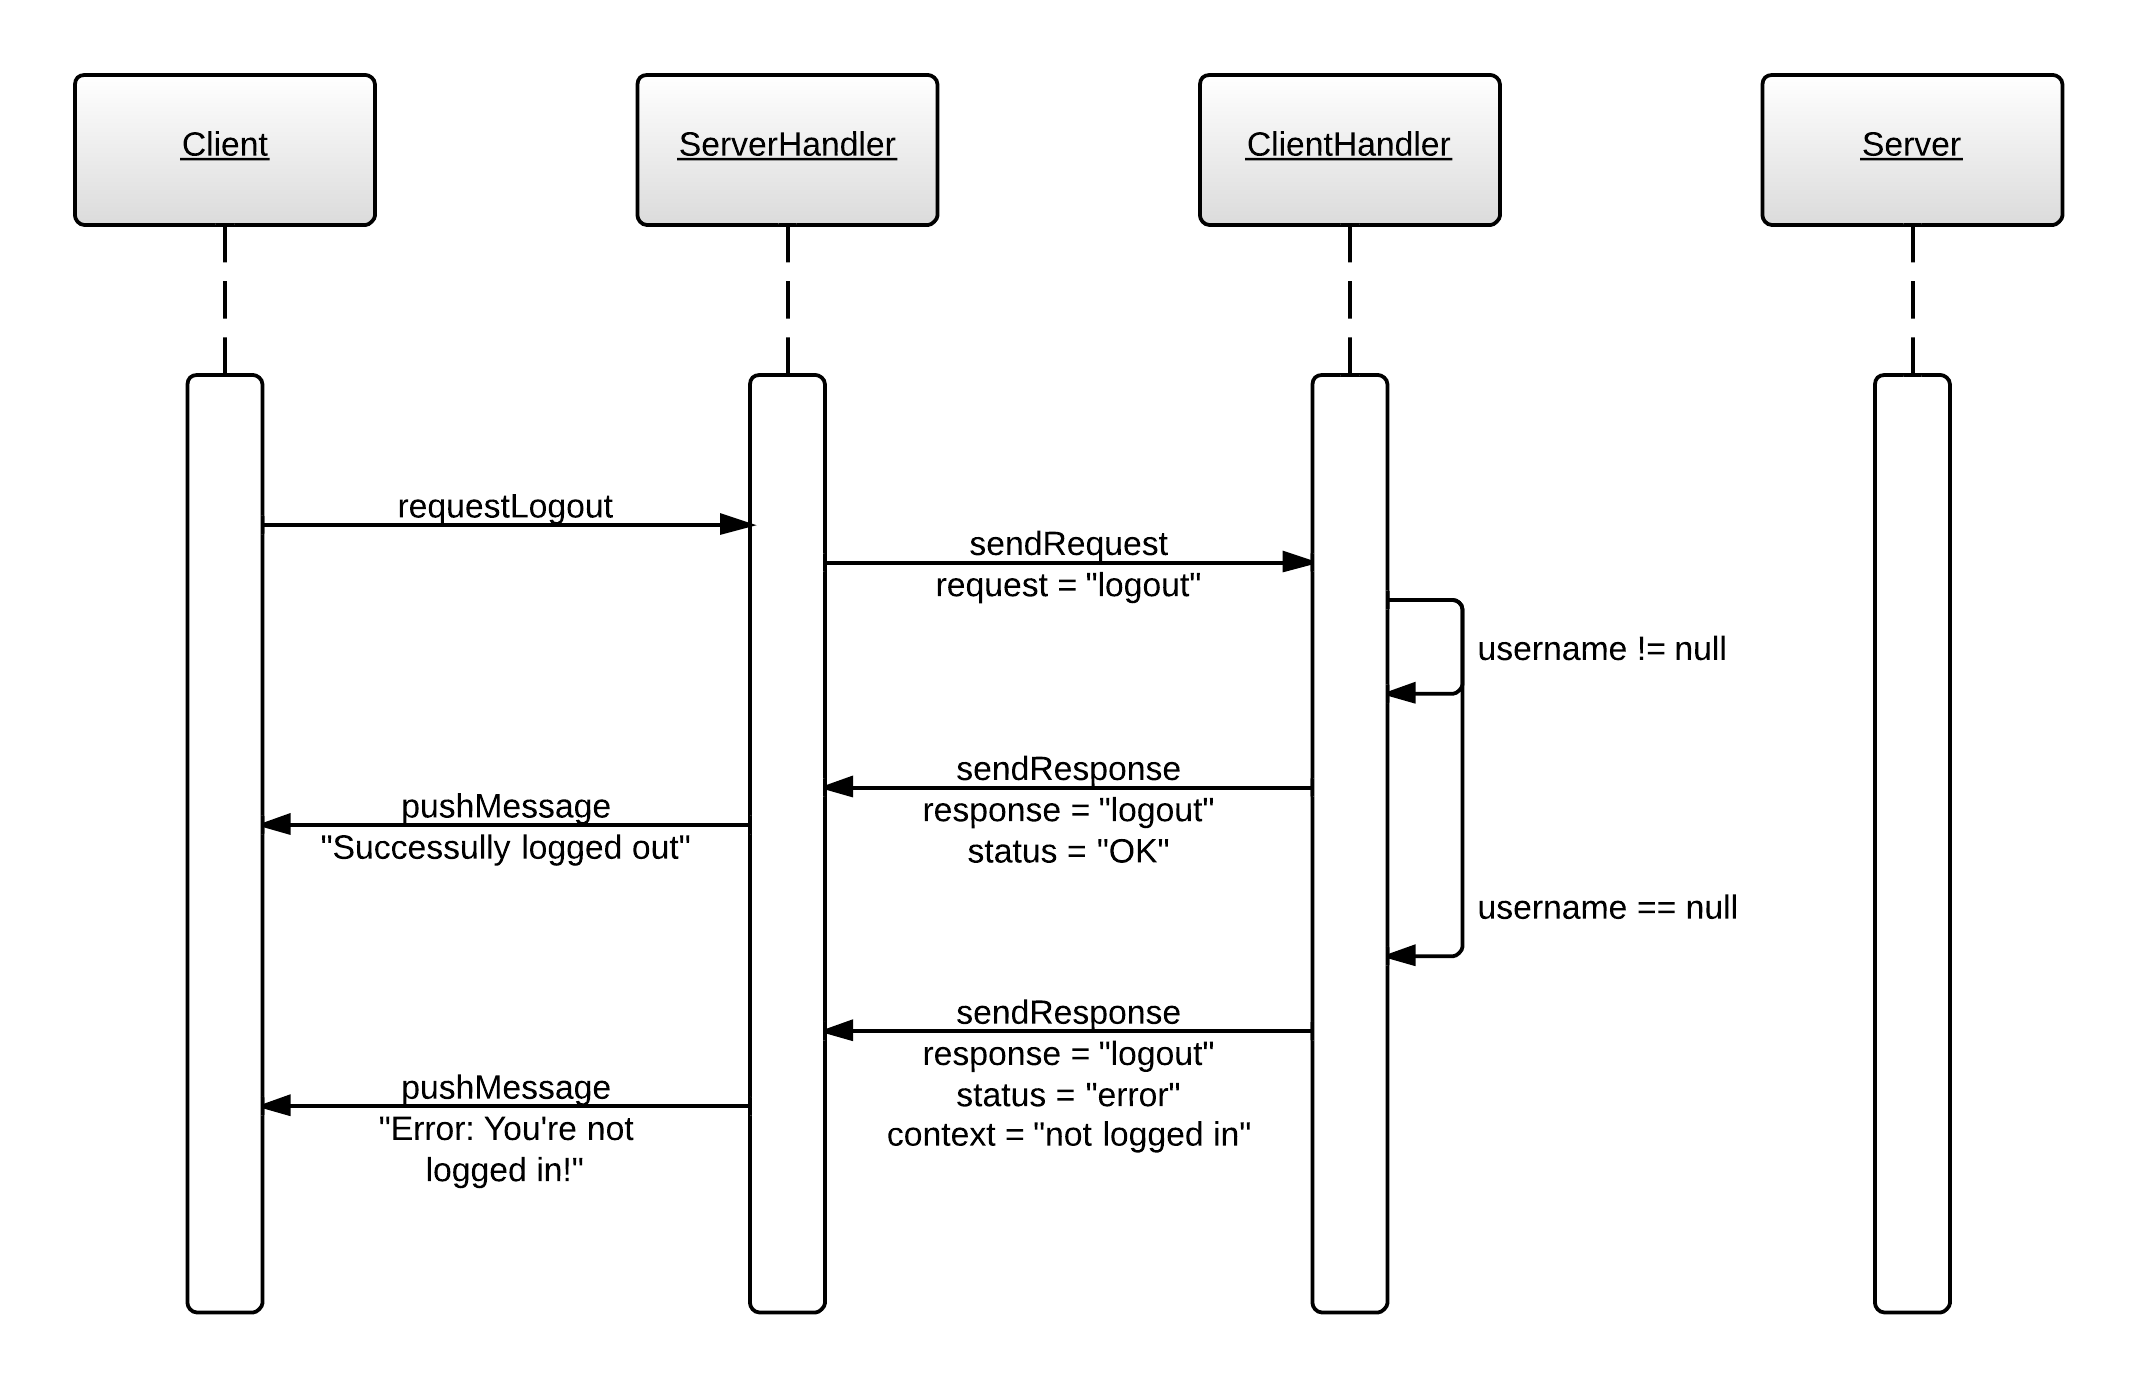 Client
ServerHandler
ClientHandler
Server
requestLogout
sendRequest
request = "logout"
username != null
sendResponse
response = "logout"
status = "OK"
pushMessage
"Successully logged out"
username == null
sendResponse
response = "logout"
status = "error"
context = "not logged in"
pushMessage
"Error: You're not
logged in!"